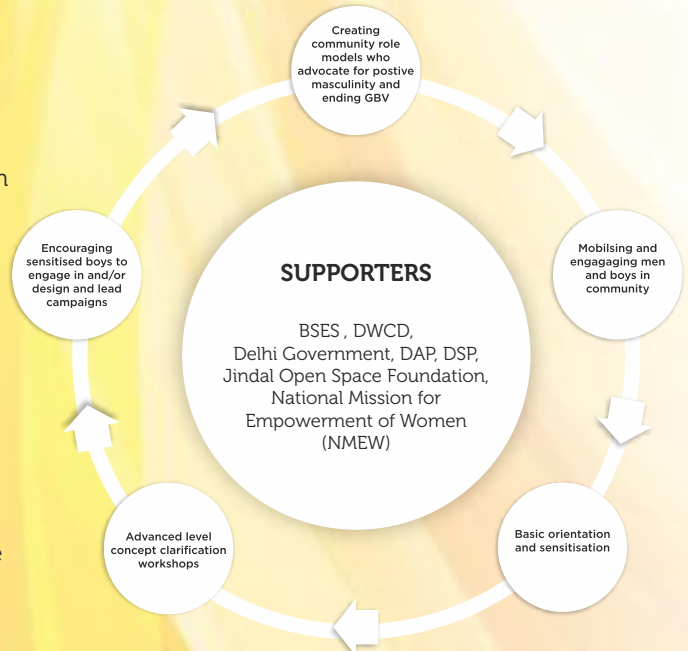 Creating
community role
models who
advocate for postive
masculinity and
ending GBV
Mobilsing and
engagaging men
and boys in
community
Basic orientation
and sensitisation
Advanced level
concept clarification
workshops
Encouraging
sensitised boys to
engage in and/or
design and lead
campaigns
SUPPORTERS
BSES , DWCD,
Delhi Government, DAP, DSP,
Jindal Open Space Foundation,
National Mission for
Empowerment of Women
(NMEW)